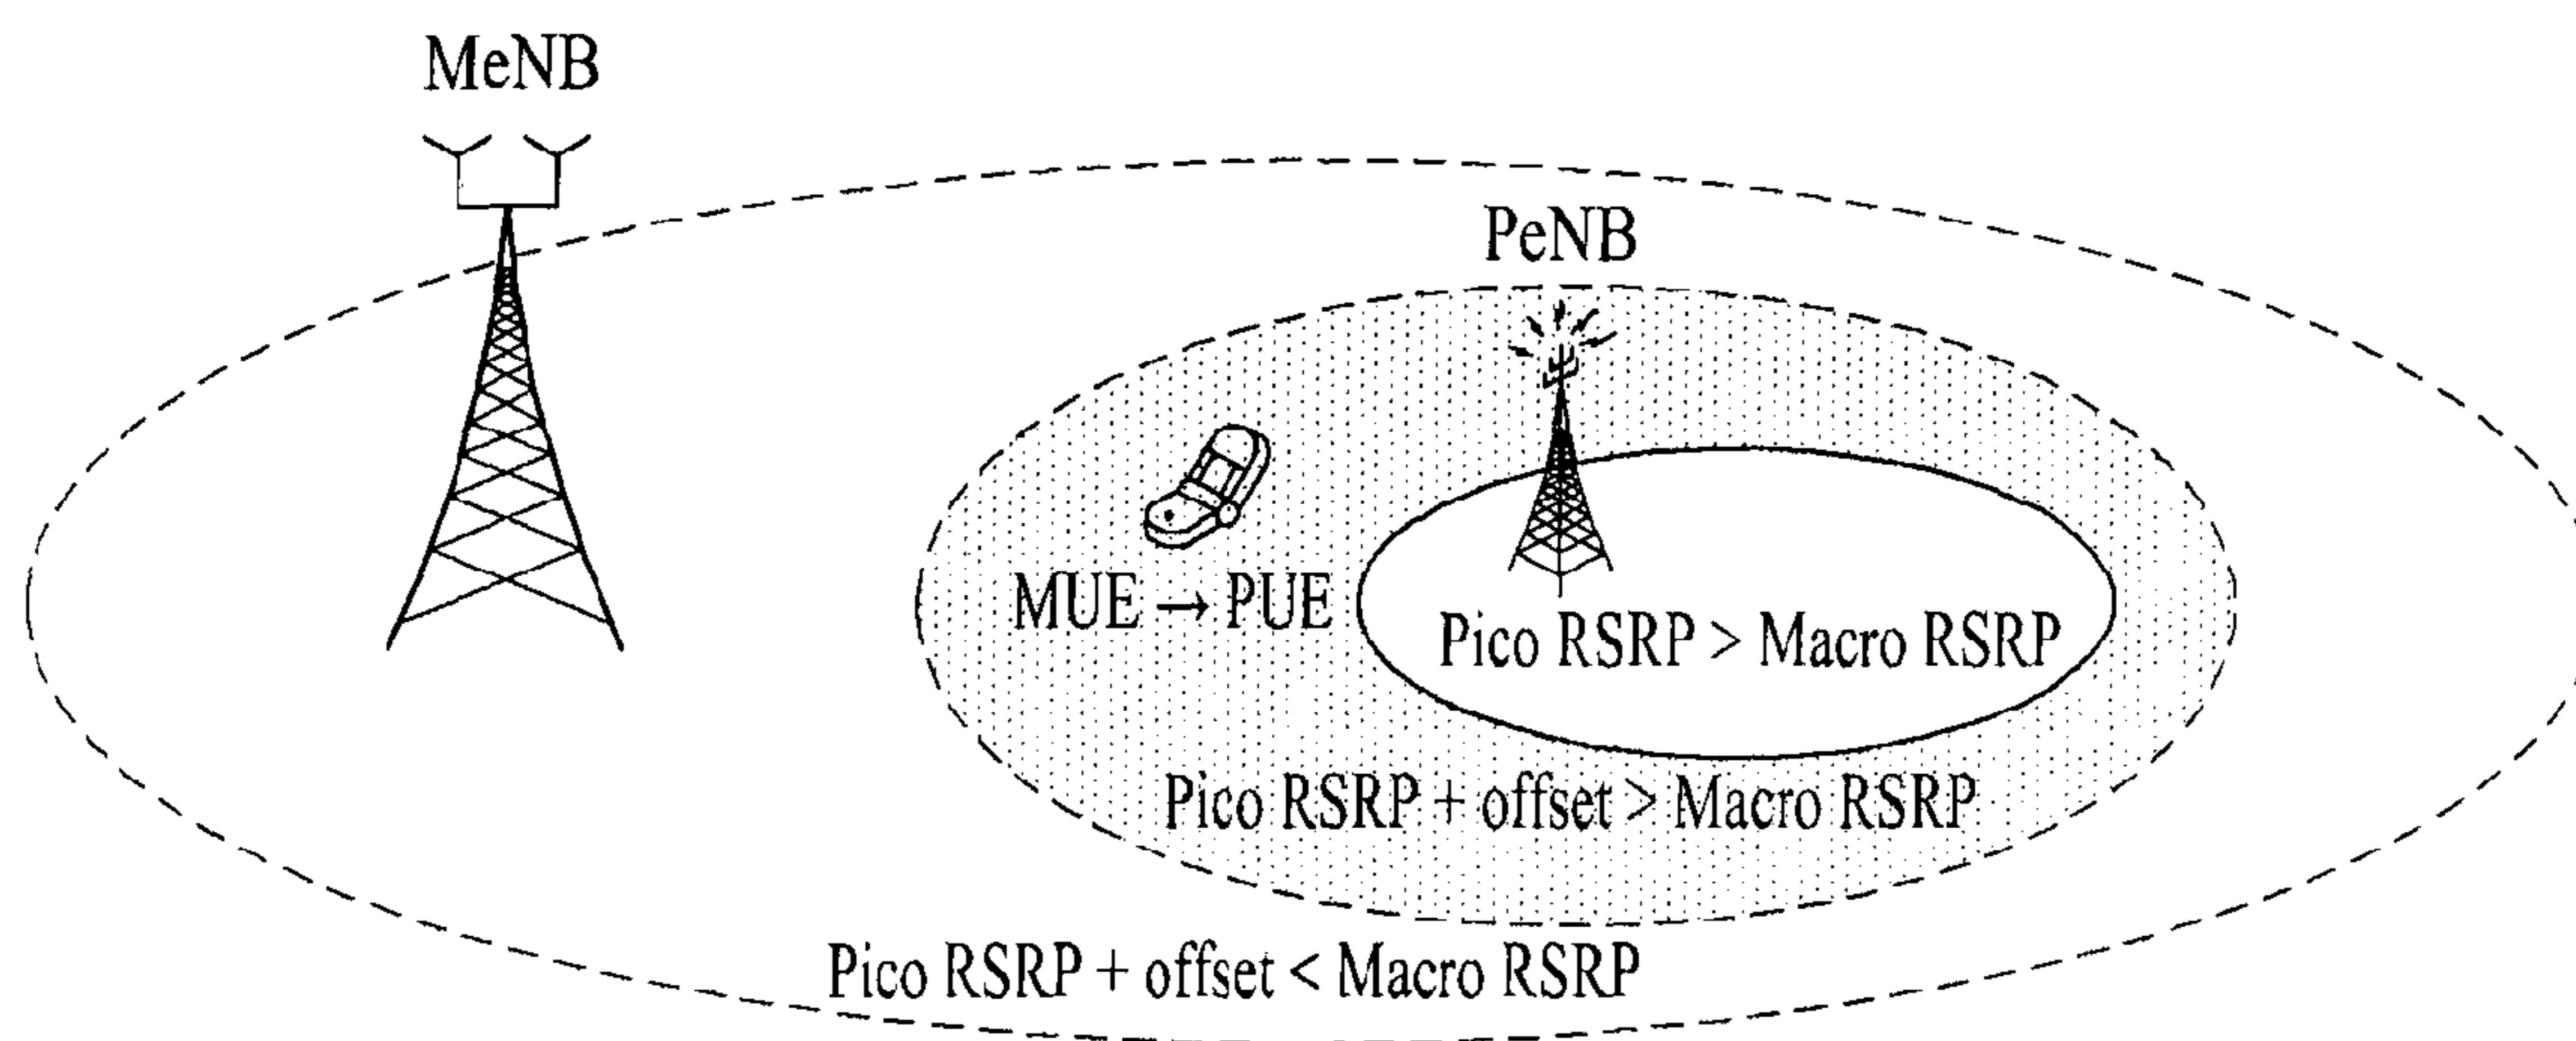 MeNB
PeNB
MUE → PUE
Pico RSRP > Macro RSRP
Pico RSRP + offset > Macro RSRP
Pico RSRP + offset < Macro RSRP